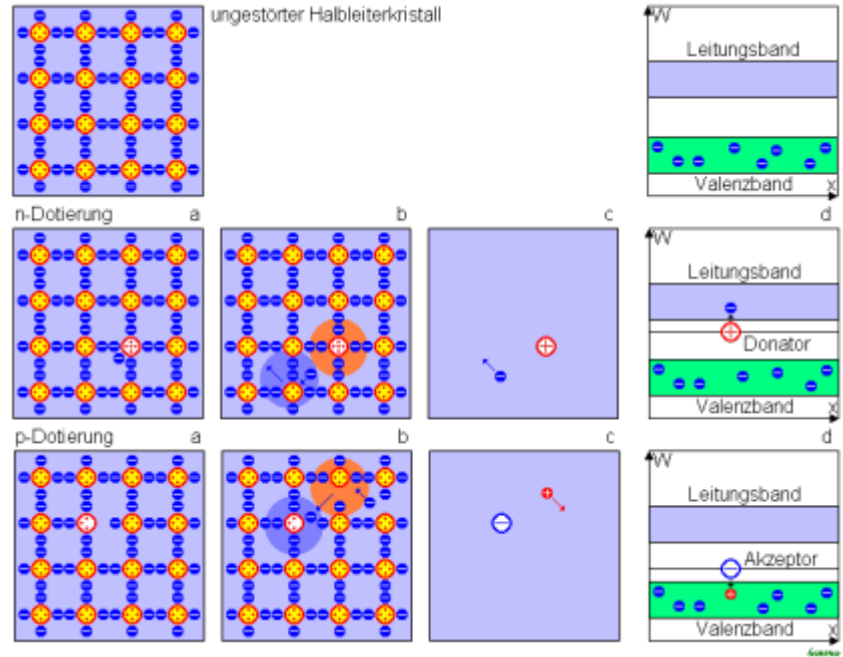 ungestörter Halbleiterkristall
W
Leitungsband
Valenzband
x
n-Dotierung a b c d
W
Leitungsband
Donator
Valenzband
x
p-Dotierung a b c d
W
Leitungsband
Akzeptor
Valenzband
x